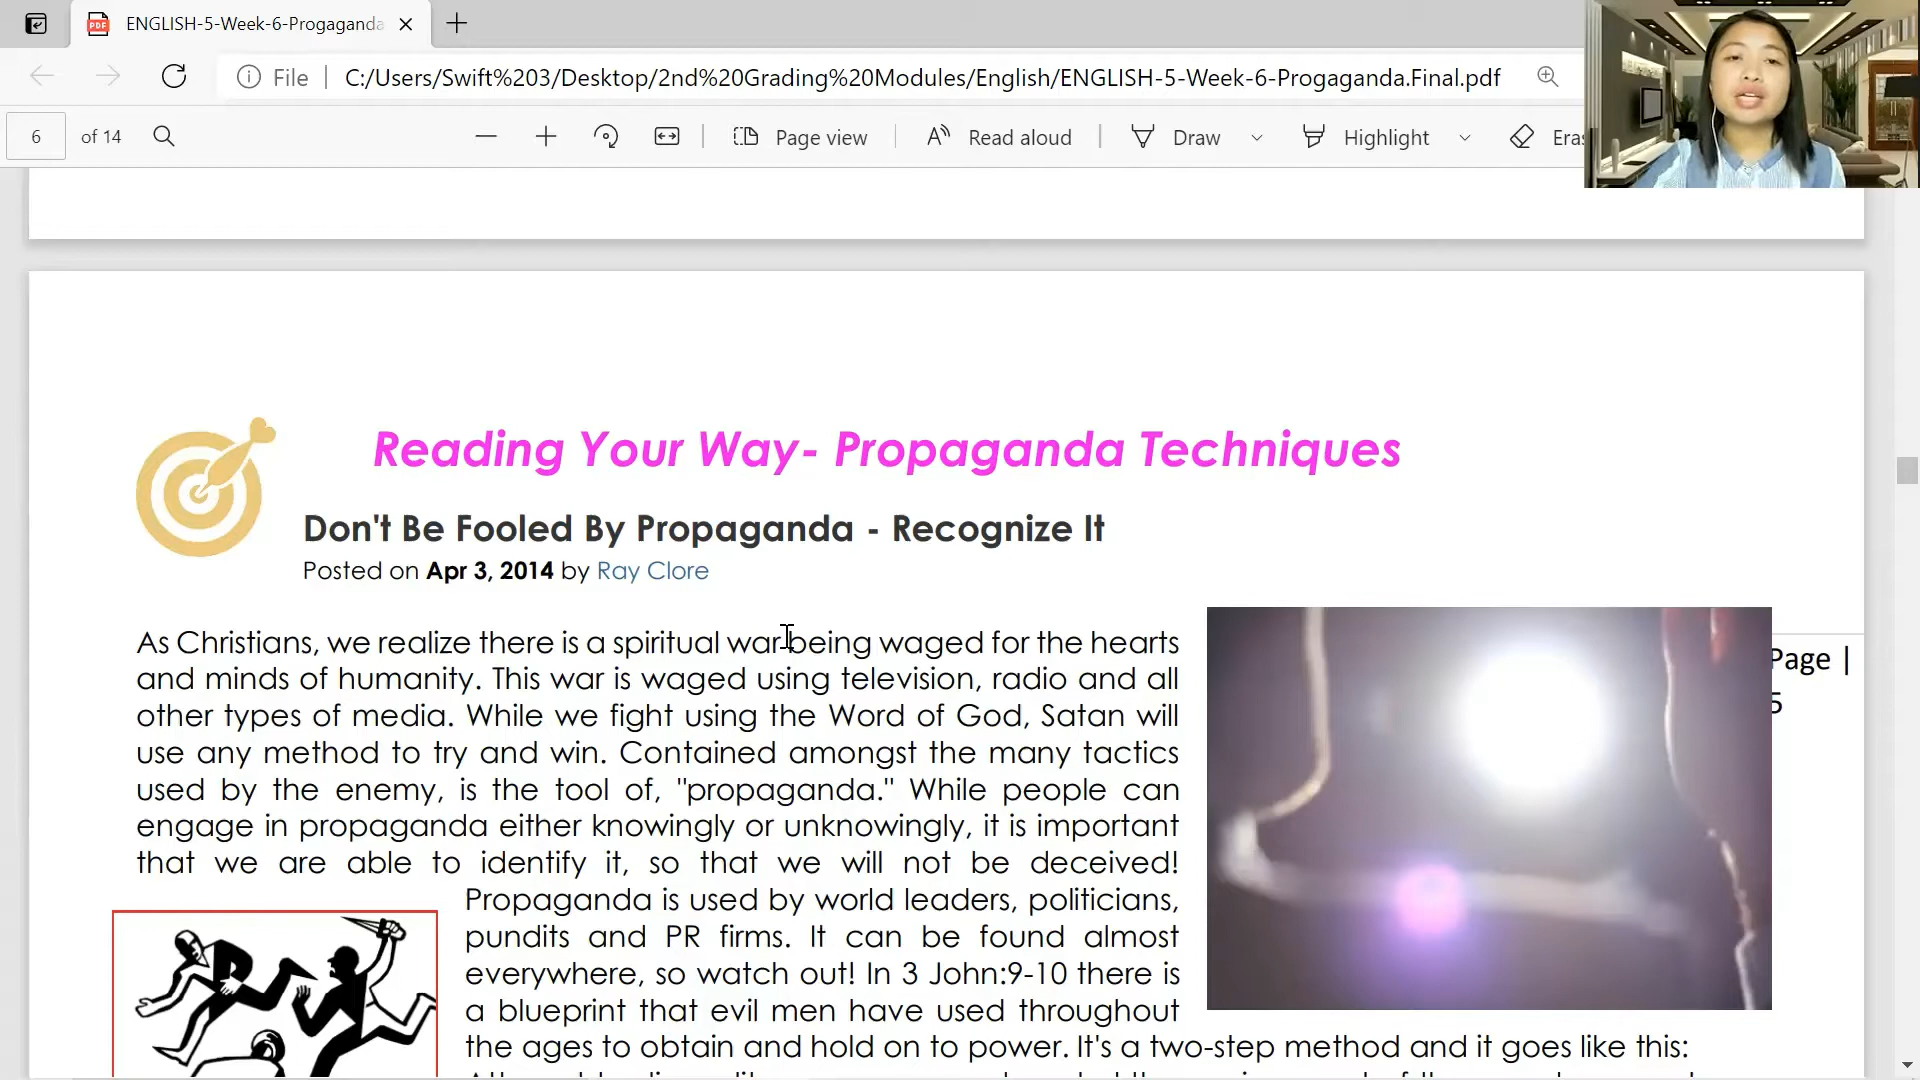 ENGLISH-5-Week-6-Progaganda
File
C:/Users/Swift%203/Desktop/2nd%20Grading%20Modules/English/ENGLISH-5-Week-6-Progaganda.Final.pdf
6 of 14
Page view
Read aloud
Draw
Highlight
Eras
Reading Your Way- Propaganda Techniques
Don't Be Fooled By Propaganda - Recognize It
Posted on Apr 3, 2014 by Ray Clore
As Christians, we realize there is a spiritual war being waged for the hearts
and minds of humanity. This war is waged using television, radio and all
other types of media. While we fight using the Word of God, Satan will
use any method to try and win. Contained amongst the many tactics
used by the enemy, is the tool of, "propaganda." While people can
engage in propaganda either knowingly or unknowingly, it is important
that we are able to identify it, so that we will not be deceived!
Propaganda is used by world leaders, politicians,
pundits and PR firms. It can be found almost
everywhere, so watch out! In 3 John:9-10 there is
a blueprint that evil men have used throughout
the ages to obtain and hold on to power. It's a two-step method and it goes like this:
Page |
5